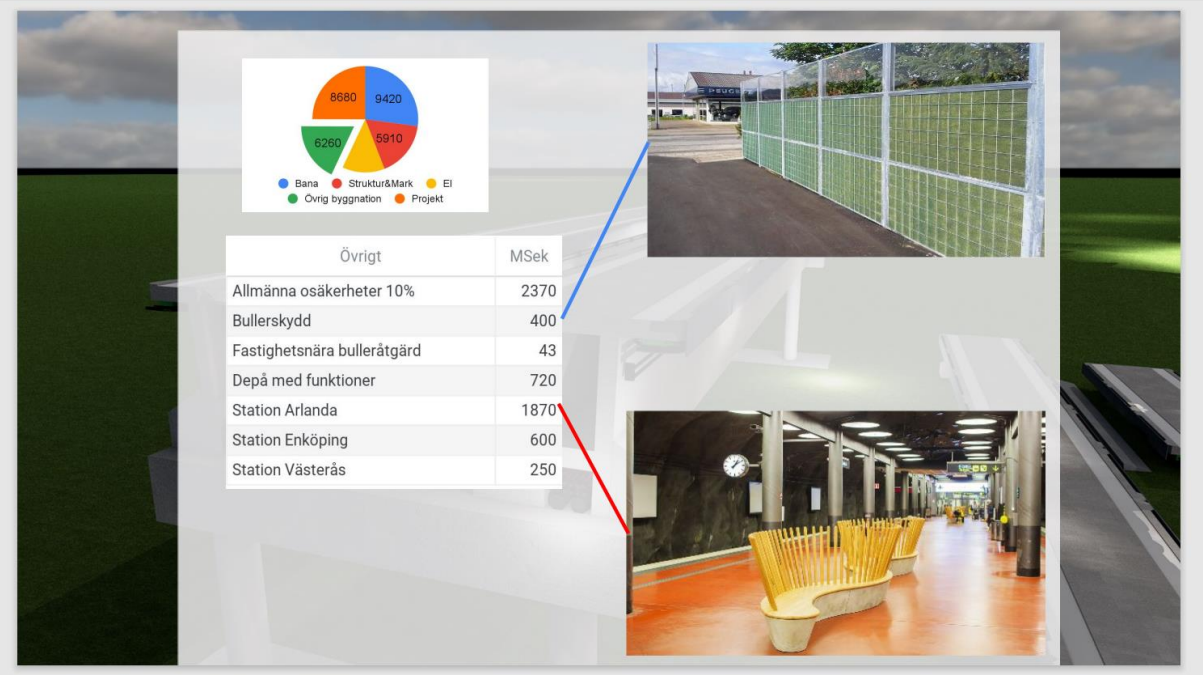 8680 9420
6260 5910
Bana Struktur&Mark El
Övrig byggnation Projekt
Övrigt MSek
Allmänna osäkerheter 10% 2370
Bullerskydd 400
Fastighetsnära bulleråtgärd 43
Depå med funktioner 720
Station Arlanda 1870
Station Enköping 600
Station Västerås 250